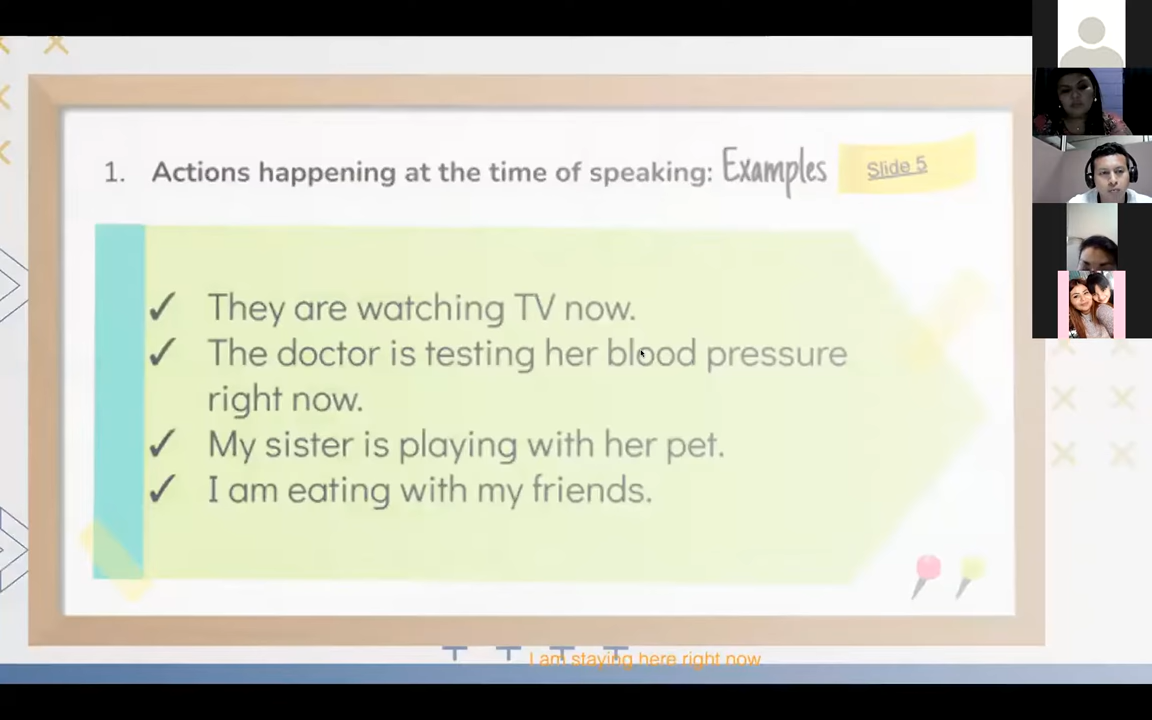 1. Actions happening at the time of speaking: Examples Slide 5
✓ They are watching TV now.
✓ The doctor is testing her blood pressure
right now.
✓ My sister is playing with her pet.
✓ I am eating with my friends.
I am staying here right now